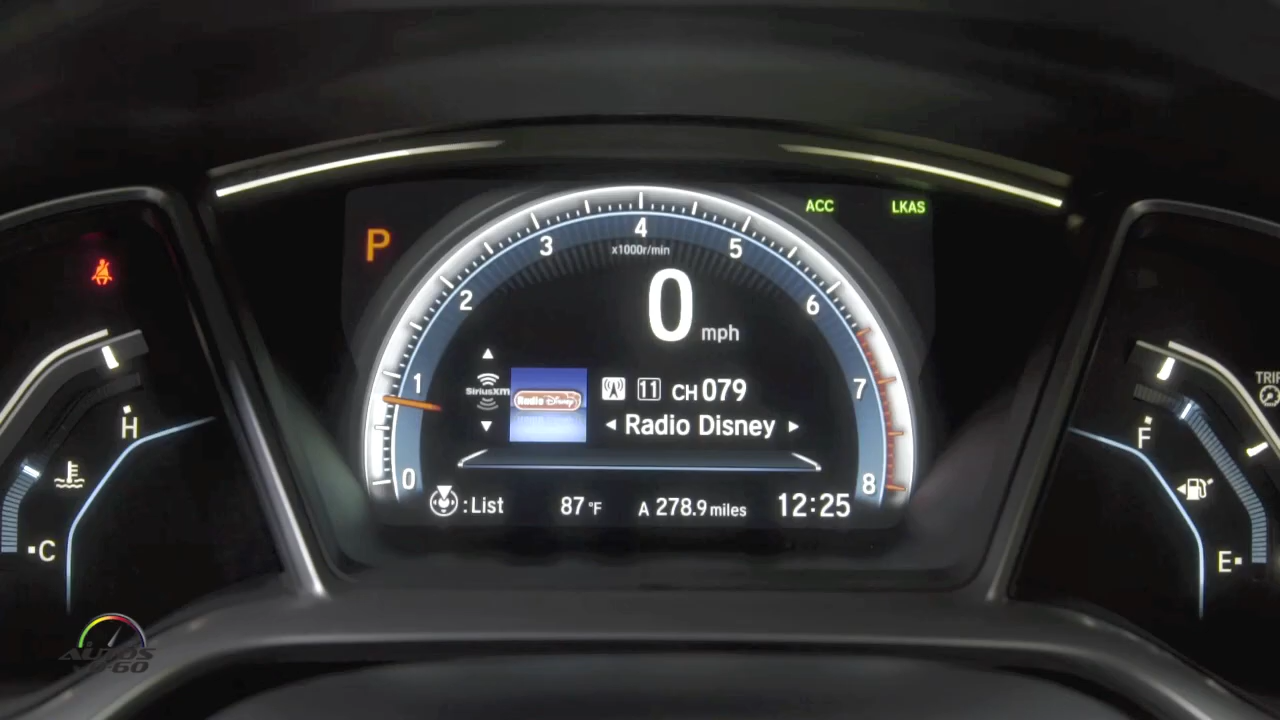 ACC LKAS
P
4
3 5
x1000r/min
2 6
0 mph
1 7
SiriusXM
Radio Disney
11 CH 079
Radio Disney
0 8
:List 87°F A 278.9 miles 12:25
H
C
TRIP
F
E
AUTOS
0-60